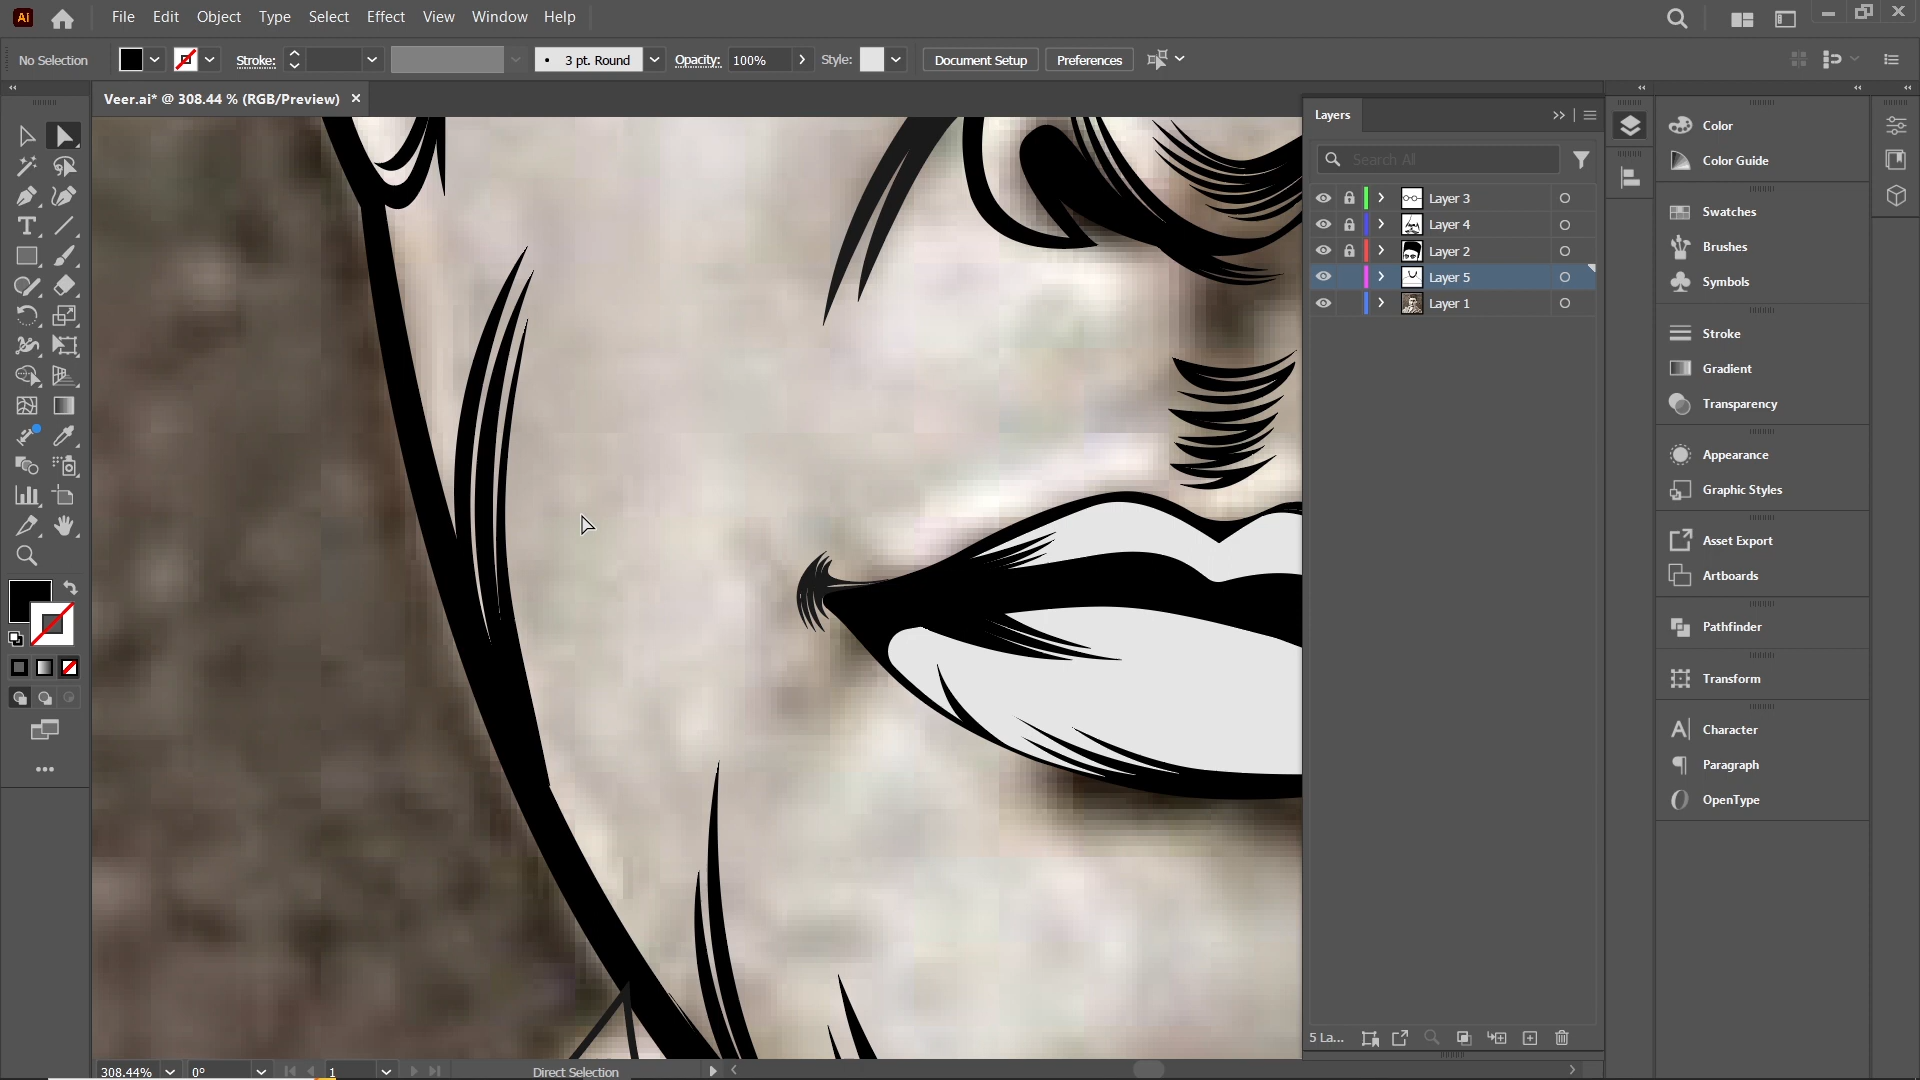 Ai File Edit Object Type Select Effect View Window Help
No Selection Stroke: 3 pt. Round Opacity: 100% Style: Document Setup Preferences
Veer.ai* @ 308.44 % (RGB/Preview)
Layers
Search All
Layer 3
Layer 4
Layer 2
Layer 5
Layer 1
Color
Color Guide
Swatches
Brushes
Symbols
Stroke
Gradient
Transparency
Appearance
Graphic Styles
Asset Export
Artboards
Pathfinder
Transform
Character
Paragraph
OpenType
5 La...
308.44% 0° 1 Direct Selection